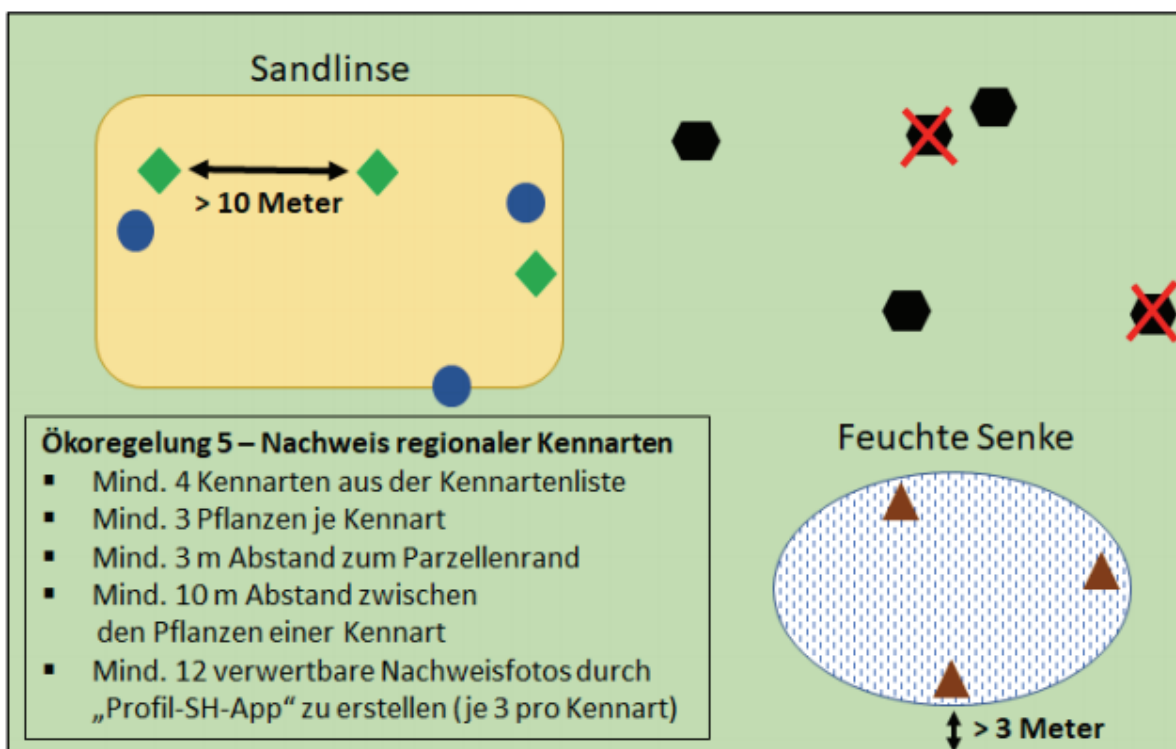 Sandlinse
> 10 Meter
Ökoregelung 5 – Nachweis regionaler Kennarten
▪ Mind. 4 Kennarten aus der Kennartenliste
▪ Mind. 3 Pflanzen je Kennart
▪ Mind. 3 m Abstand zum Parzellenrand
▪ Mind. 10 m Abstand zwischen
den Pflanzen einer Kennart
▪ Mind. 12 verwertbare Nachweisfotos durch
„Profil-SH-App“ zu erstellen (je 3 pro Kennart)
Feuchte Senke
> 3 Meter